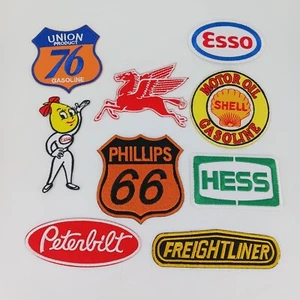 UNION
PRODUCT
76
GASOLINE
Esso
MOTOR OIL
SHELL
GASOLINE
PHILLIPS
66
HESS
Peterbilt
FREIGHTLINER